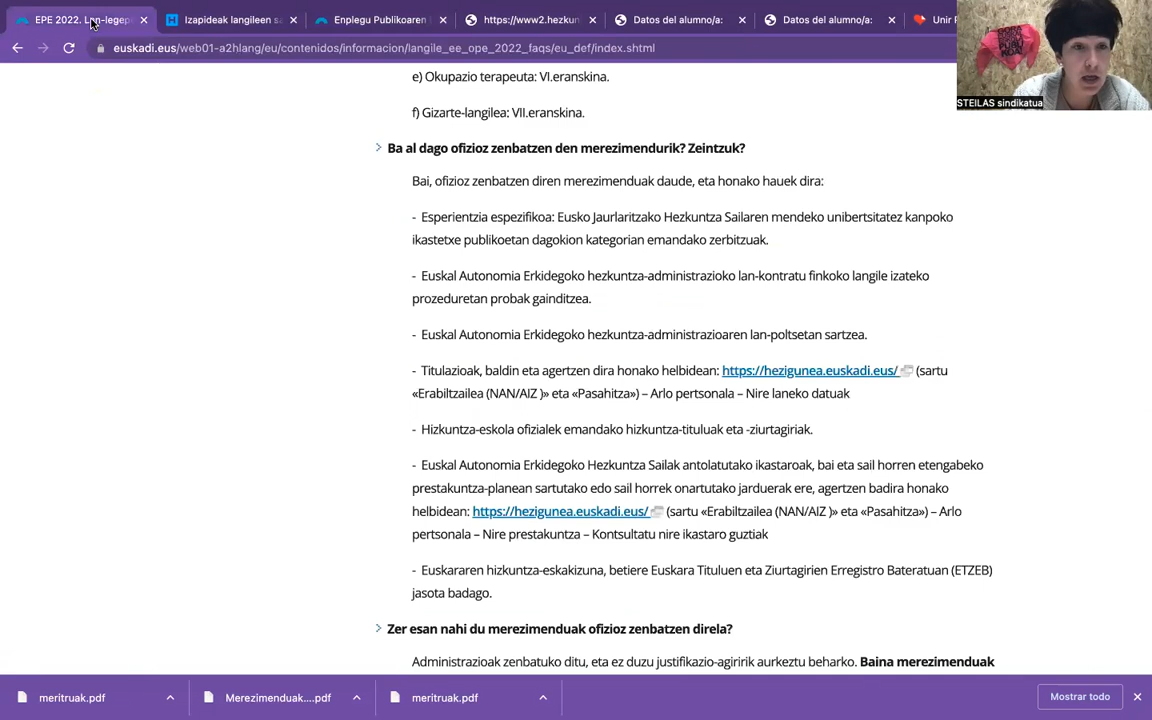 EPE 2022. Lan-legepe
Izapideak langileen sa
Enplegu Publikoaren
https://www2.hezkun
Datos del alumno/a:
Datos del alumno/a:
Unir F
euskadi.eus/web01-a2hlang/eu/contenidos/informacion/langile_ee_ope_2022_faqs/eu_def/index.shtml
STEILAS sindikatua
e) Okupazio terapeuta: VI.eranskina.
f) Gizarte-langilea: VII.eranskina.
Ba al dago ofizioz zenbatzen den merezimendurik? Zeintzuk?
Bai, ofizioz zenbatzen diren merezimenduak daude, eta honako hauek dira:
- Esperientzia espezifikoa: Eusko Jaurlaritzako Hezkuntza Sailaren mendeko unibertsitatez kanpoko
ikastetxe publikoetan dagokion kategorian emandako zerbitzuak.
- Euskal Autonomia Erkidegoko hezkuntza-administrazioko lan-kontratu finkoko langile izateko
prozeduretan probak gainditzea.
- Euskal Autonomia Erkidegoko hezkuntza-administrazioaren lan-poltsetan sartzea.
- Titulazioak, baldin eta agertzen dira honako helbidean: https://hezigunea.euskadi.eus/ (sartu
«Erabiltzailea (NAN/AIZ )» eta «Pasahitza») – Arlo pertsonala – Nire laneko datuak
- Hizkuntza-eskola ofizialek emandako hizkuntza-tituluak eta -ziurtagiriak.
- Euskal Autonomia Erkidegoko Hezkuntza Sailak antolatutako ikastaroak, bai eta sail horren etengabeko
prestakuntza-planean sartutako edo sail horrek onartutako jarduerak ere, agertzen badira honako
helbidean: https://hezigunea.euskadi.eus/ (sartu «Erabiltzailea (NAN/AIZ )» eta «Pasahitza») – Arlo
pertsonala – Nire prestakuntza – Kontsultatu nire ikastaro guztiak
- Euskararen hizkuntza-eskakizuna, betiere Euskara Tituluen eta Ziurtagirien Erregistro Bateratuan (ETZEB)
jasota badago.
Zer esan nahi du merezimenduak ofizioz zenbatzen direla?
Administrazioak zenbatuko ditu, eta ez duzu justifikazio-agiririk aurkeztu beharko. Baina merezimenduak
meritruak.pdf
Merezimenduak....pdf
meritruak.pdf
Mostrar todo